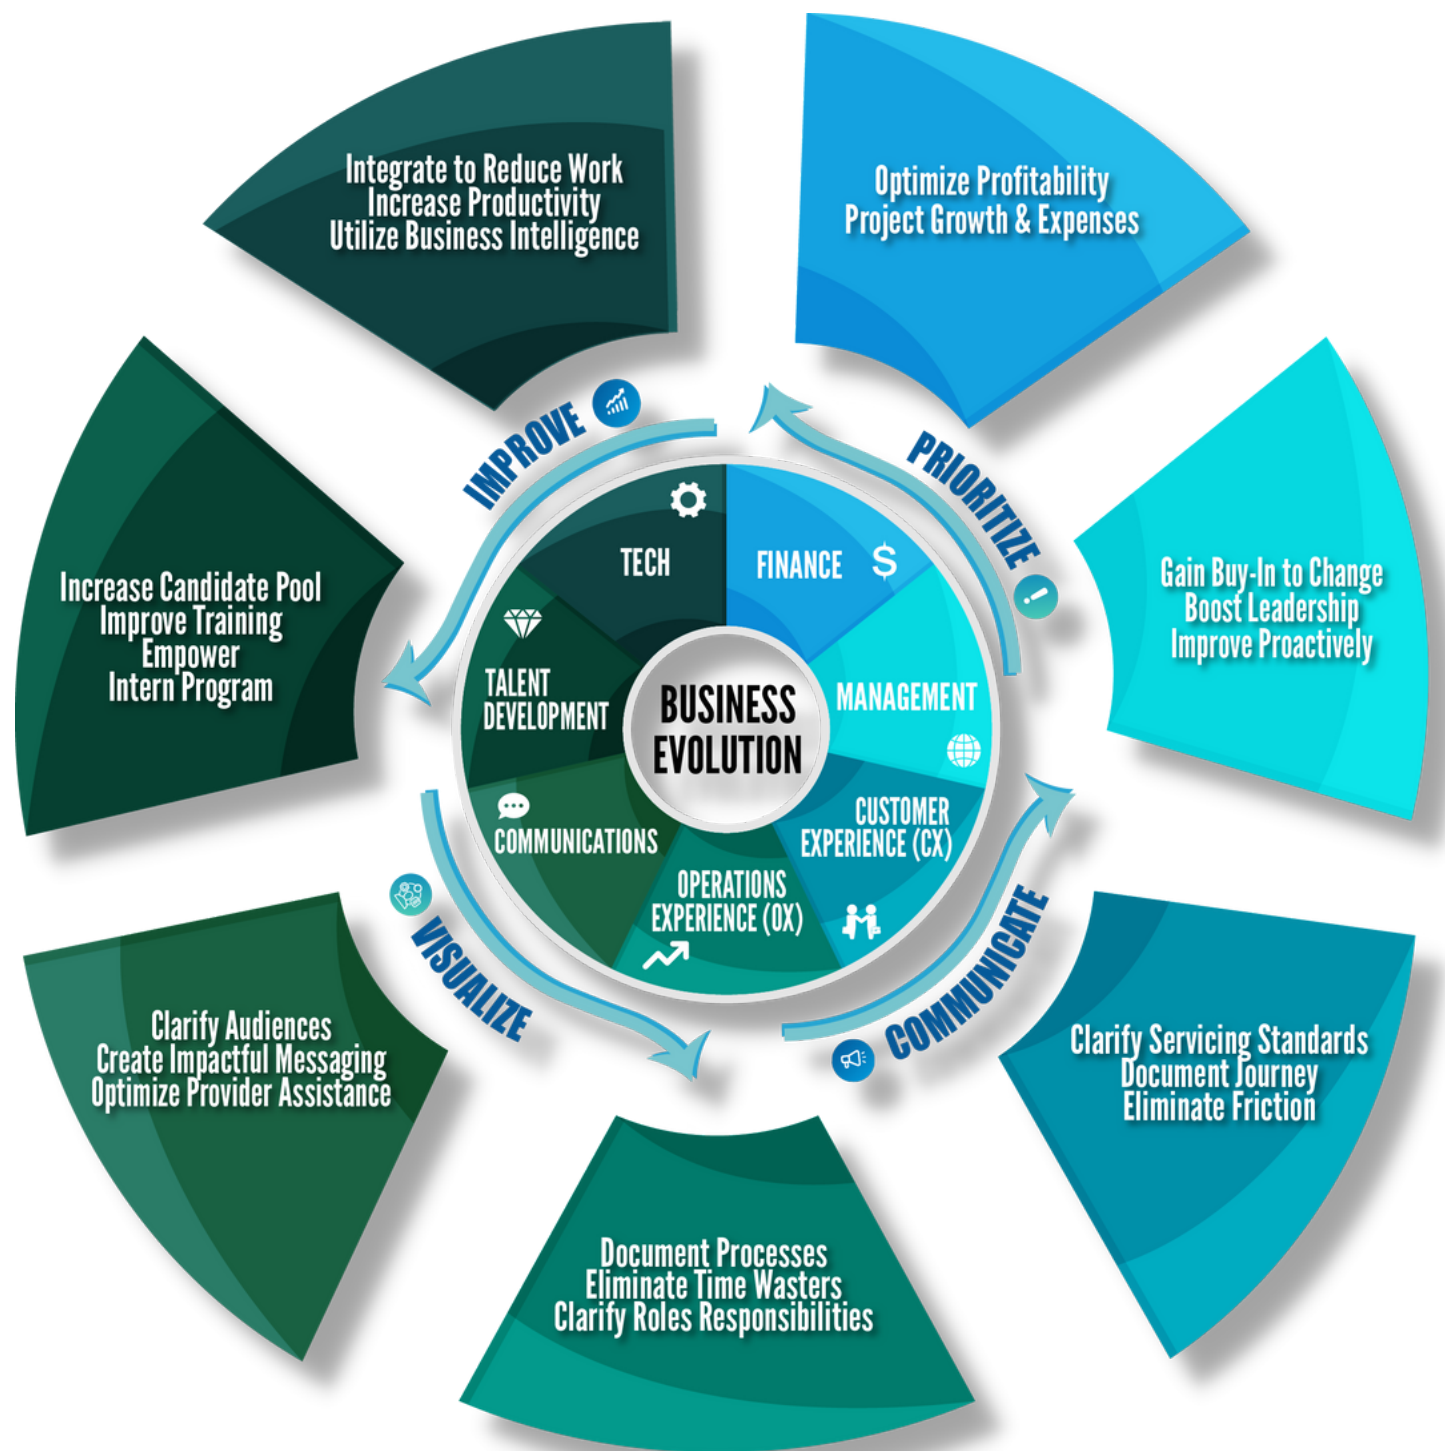 Integrate to Reduce Work
Increase Productivity
Utilize Business Intelligence
Optimize Profitability
Project Growth & Expenses
Increase Candidate Pool
Improve Training
Empower
Intern Program
Gain Buy-In to Change
Boost Leadership
Improve Proactively
IMPROVE
PRIORITIZE
TECH
FINANCE
$
TALENT
DEVELOPMENT
BUSINESS
EVOLUTION
MANAGEMENT
COMMUNICATIONS
OPERATIONS
EXPERIENCE (OX)
CUSTOMER
EXPERIENCE (CX)
VISUALIZE
COMMUNICATE
Clarify Audiences
Create Impactful Messaging
Optimize Provider Assistance
Clarify Servicing Standards
Document Journey
Eliminate Friction
Document Processes
Eliminate Time Wasters
Clarify Roles Responsibilities